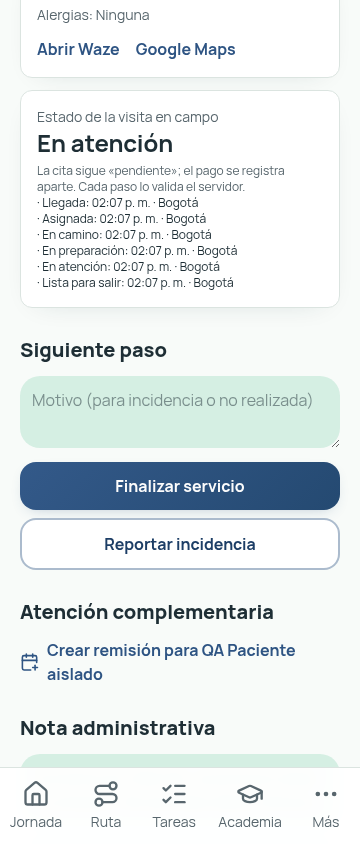 Alergias: Ninguna
Abrir Waze Google Maps
Estado de la visita en campo
En atención
La cita sigue «pendiente»; el pago se registra
aparte. Cada paso lo valida el servidor.
· Llegada: 02:07 p. m. · Bogotá
· Asignada: 02:07 p. m. · Bogotá
· En camino: 02:07 p. m. · Bogotá
· En preparación: 02:07 p. m. · Bogotá
· En atención: 02:07 p. m. · Bogotá
· Lista para salir: 02:07 p. m. · Bogotá
Siguiente paso
Motivo (para incidencia o no realizada)
Finalizar servicio
Reportar incidencia
Atención complementaria
Crear remisión para QA Paciente
aislado
Nota administrativa
Jornada Ruta Tareas Academia Más